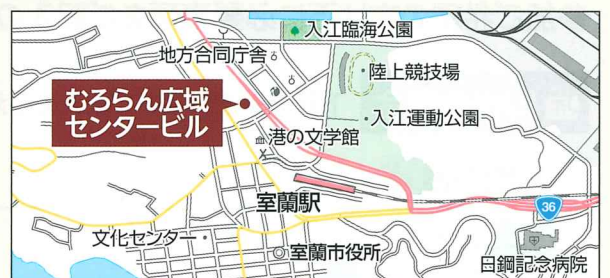 入江臨海公園
地方合同庁舎
陸上競技場
むろらん広域
センタービル
入江運動公園
港の文学館
室蘭駅
36
文化センター
室蘭市役所
日鋼記念病院